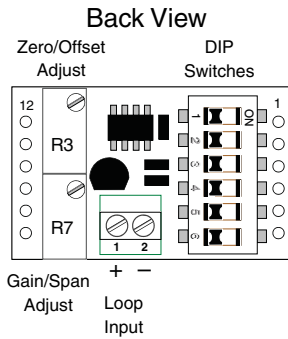 Back View
Zero/Offset
Adjust
DIP
Switches
12
1
ON
1
2
3
4
5
6
R3
R7
1 2
+ −
Gain/Span
Adjust
Loop
Input